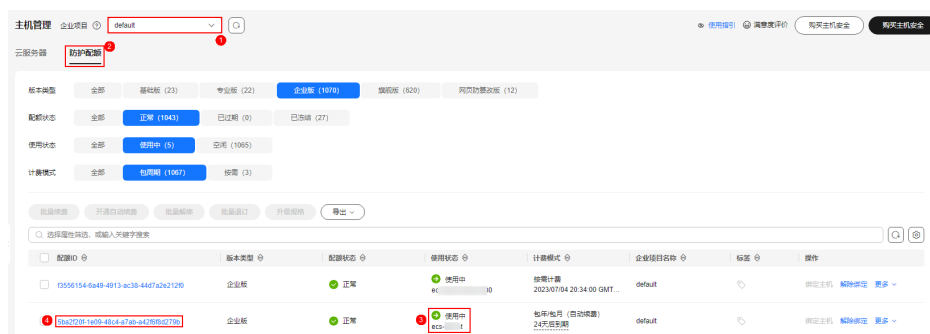 主机管理 企业项目 default 1 使用指引 满意度评价 购买主机安全 购买主机安全
云服务器 防护配额 2
版本类型 全部 基础版（23） 专业版（22） 企业版（1070） 旗舰版（620） 网页防篡改版（12）
配额状态 全部 正常（1043） 已过期（0） 已冻结（27）
使用状态 全部 使用中（5） 空闲（1065）
计费模式 全部 包周期（1067） 按需（3）
批量续费 开通自动续费 批量解绑 批量退订 升级规格 导出
选择属性筛选，或输入关键字搜索
配额ID 版本类型 配额状态 使用状态 计费模式 企业项目名称 标签 操作
f3556154-6a49-4913-ac38-44d7a2e212f0 企业版 正常 使用中 按需计费 default 绑定主机 解除绑定 更多
2023/07/04 20:34:00 GMT...
4 5ba2f20f-1e09-48c4-a7ab-a42f6f8d279b 企业版 正常 3 使用中 包年/包月（自动续费） default 绑定主机 解除绑定 更多
ecs- 24天后到期